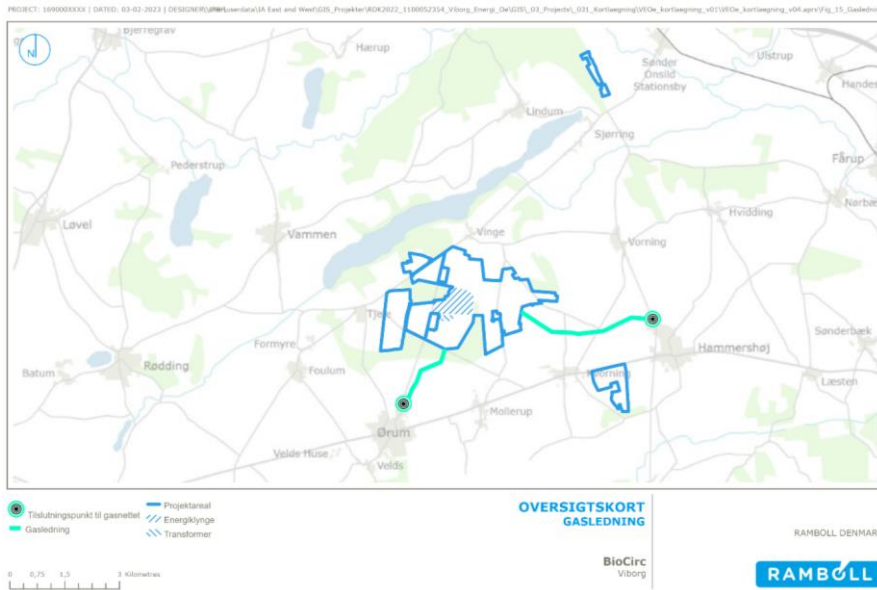 PROJECT: 1690003XXX | DATED: 03-02-2023 | DESIGNER:
N
Bjerregrav
Hærup
Sønder
Onsild
Stationsby
Ulstrup
Lindum
Sjørring
Fårup
Pederstrup
Hvidding
Løvel
Vammen
Vinge
Vorning
Tjele
Formyre
Foulum
Rødding
Batum
Hammershøj
Sønderbæk
Læsten
Kvorning
Mollerup
Ørum
Velds Huse
Velds
Tilslutningspunkt til gasnettet
Gasledning
Projektareal
Energiklynge
Transformer
OVERSIGTSKORT
GASLEDNING
RAMBOLL DENMAR
BioCirc
Viborg
0 0,75 1,5 3 Kilometres
RAMBOLL